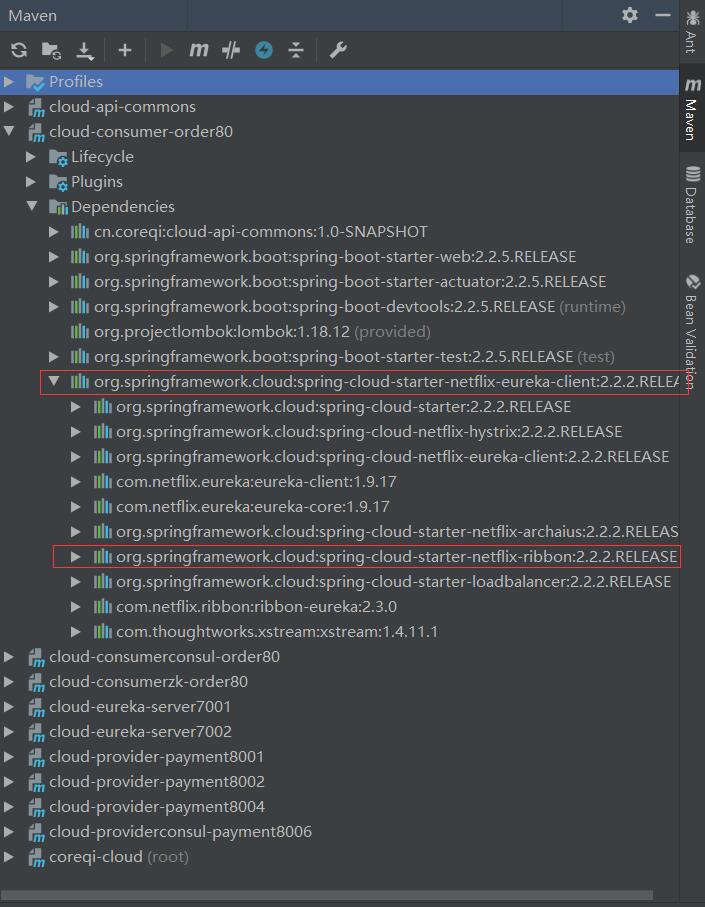 Maven
Profiles
cloud-api-commons
cloud-consumer-order80
Lifecycle
Plugins
Dependencies
cn.coreqi:cloud-api-commons:1.0-SNAPSHOT
org.springframework.boot:spring-boot-starter-web:2.2.5.RELEASE
org.springframework.boot:spring-boot-starter-actuator:2.2.5.RELEASE
org.springframework.boot:spring-boot-devtools:2.2.5.RELEASE (runtime)
org.projectlombok:lombok:1.18.12 (provided)
org.springframework.boot:spring-boot-starter-test:2.2.5.RELEASE (test)
org.springframework.cloud:spring-cloud-starter-netflix-eureka-client:2.2.2.RELEA
org.springframework.cloud:spring-cloud-starter:2.2.2.RELEASE
org.springframework.cloud:spring-cloud-netflix-hystrix:2.2.2.RELEASE
org.springframework.cloud:spring-cloud-netflix-eureka-client:2.2.2.RELEASE
com.netflix.eureka:eureka-client:1.9.17
com.netflix.eureka:eureka-core:1.9.17
org.springframework.cloud:spring-cloud-starter-netflix-archaius:2.2.2.RELEAS
org.springframework.cloud:spring-cloud-starter-netflix-ribbon:2.2.2.RELEASE
org.springframework.cloud:spring-cloud-starter-loadbalancer:2.2.2.RELEASE
com.netflix.ribbon:ribbon-eureka:2.3.0
com.thoughtworks.xstream:xstream:1.4.11.1
cloud-consumerconsul-order80
cloud-consumerzk-order80
cloud-eureka-server7001
cloud-eureka-server7002
cloud-provider-payment8001
cloud-provider-payment8002
cloud-provider-payment8004
cloud-providerconsul-payment8006
coreqi-cloud (root)
Ant
Maven
Database
Bean Validation